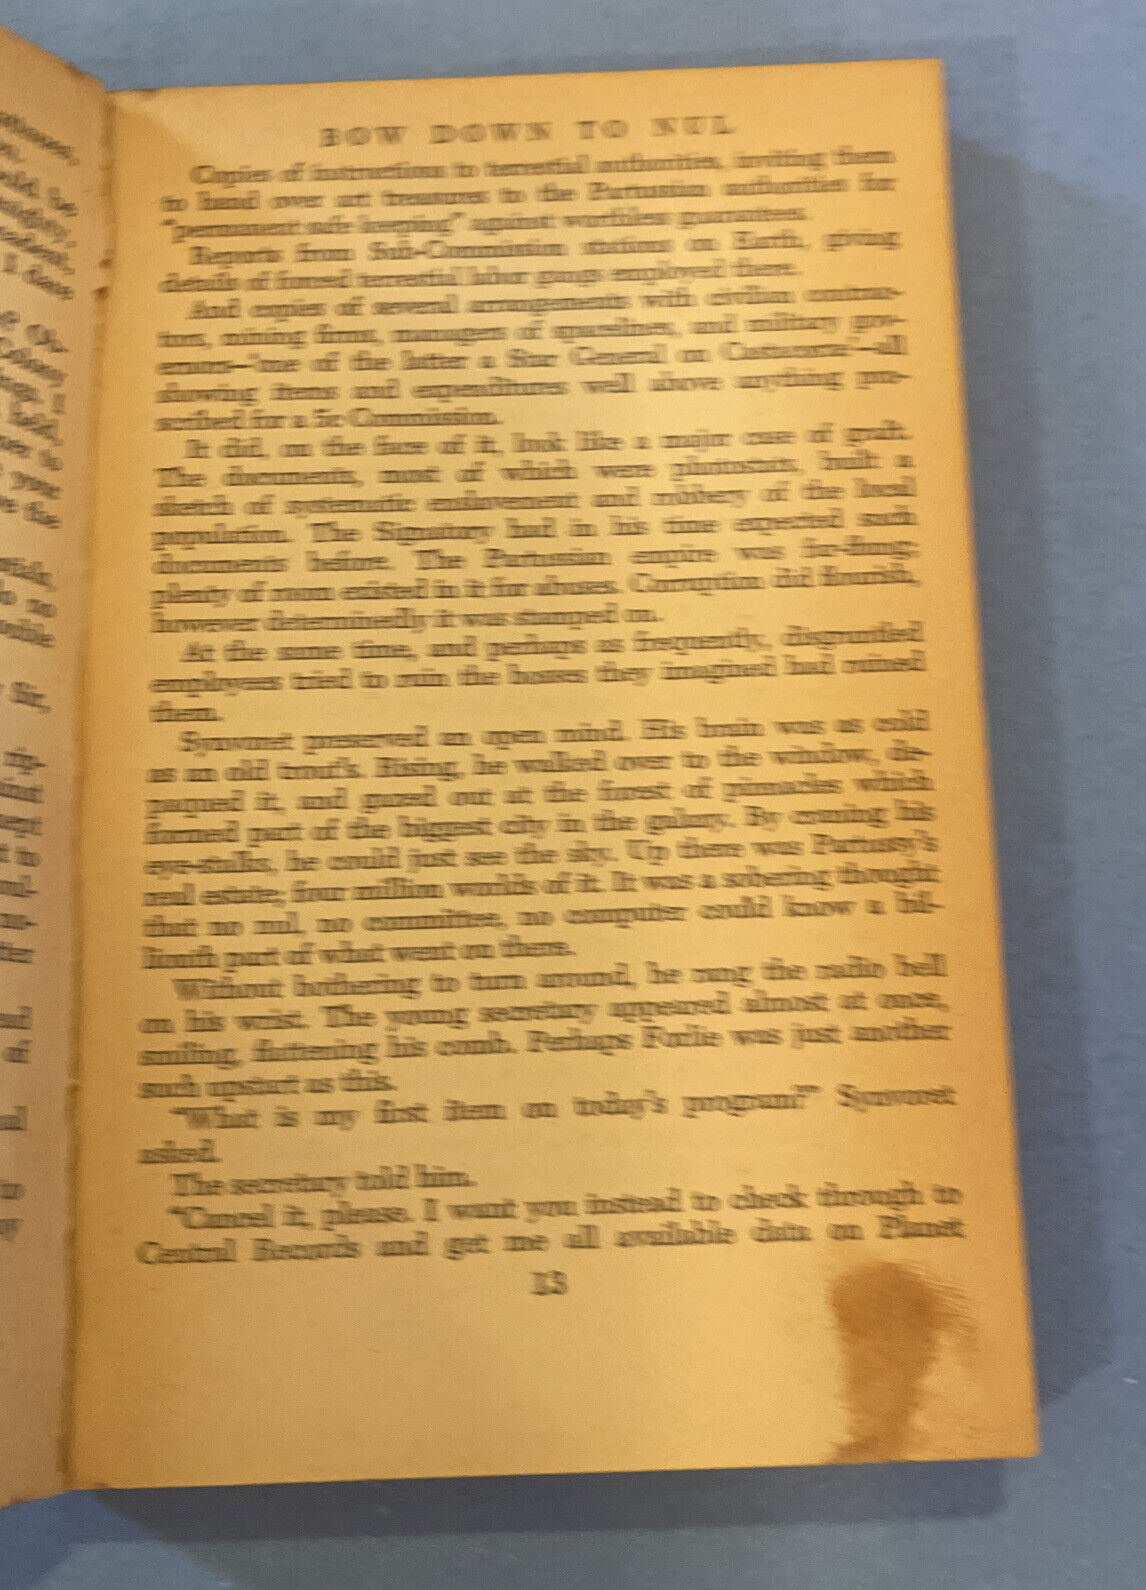 BOW DOWN TO NUL
Copies of instructions to terrestial authorities, inviting them
to hand over art treasures to the Partussian authorities for
"permanent safe keeping" against worthless guarantees.
Reports from Sub-Commission stations on Earth, giving
details of forced terrestial labor gangs employed there.
And copies of several arrangements with civilian contrac-
tors, mining firms, managers of spacelines, and military gov-
ernors—'one of the latter a Star General on Castacorte'—all
showing items and expenditures well above anything pre-
scribed for a 5c Commission.
It did, on the face of it, look like a major case of graft.
The documents, most of which were photostats, built a
sketch of systematic enslavement and robbery of the local
population. The Signatory had in his time expected such
documents before. The Partussian empire was far-flung;
plenty of room existed in it for abuses. Corruption did flourish,
however determinedly it was stamped on.
At the same time, and perhaps as frequently, disgruntled
employees tried to ruin the bosses they imagined had ruined
them.
Synvoret preserved an open mind. His brain was as cold
as an old trout's. Rising, he walked over to the window, de-
paqued it, and gazed out at the forest of pinnacles which
formed part of the biggest city in the galaxy. By craning his
eye-stalks, he could just see the sky. Up there was Partussy's
real estate; four million worlds of it. It was a sobering thought
that no nul, no committee, no computer could know a bil-
lionth part of what went on there.
Without bothering to turn around, he rang the radio bell
on his wrist. The young secretary appeared almost at once,
smiling, flattening his comb. Perhaps Forlie was just another
such upstart as this.
"What is my first item on today's program?" Synvoret
asked.
The secretary told him.
"Cancel it, please. I want you instead to check through to
Central Records and get me all available data on Planet
13